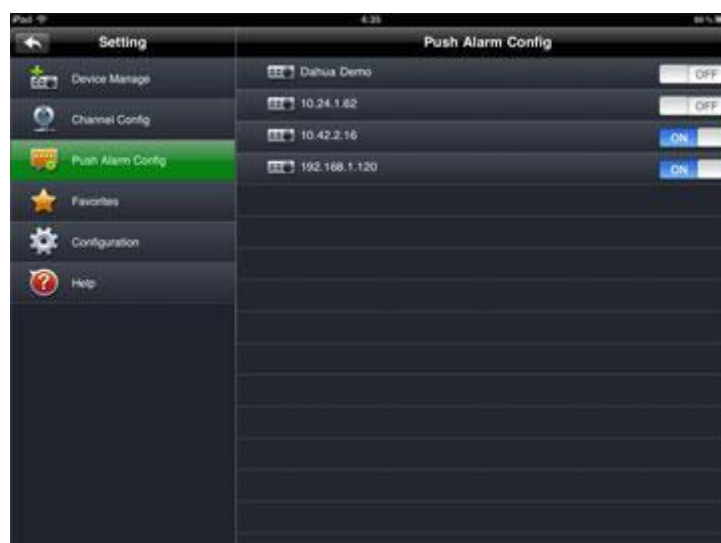 iPad 4:35
Setting
Push Alarm Config
Device Manage
Channel Config
Push Alarm Config
Favorites
Configuration
Help
Dahua Demo OFF
10.24.1.62 OFF
10.42.2.16 ON
192.168.1.120 ON